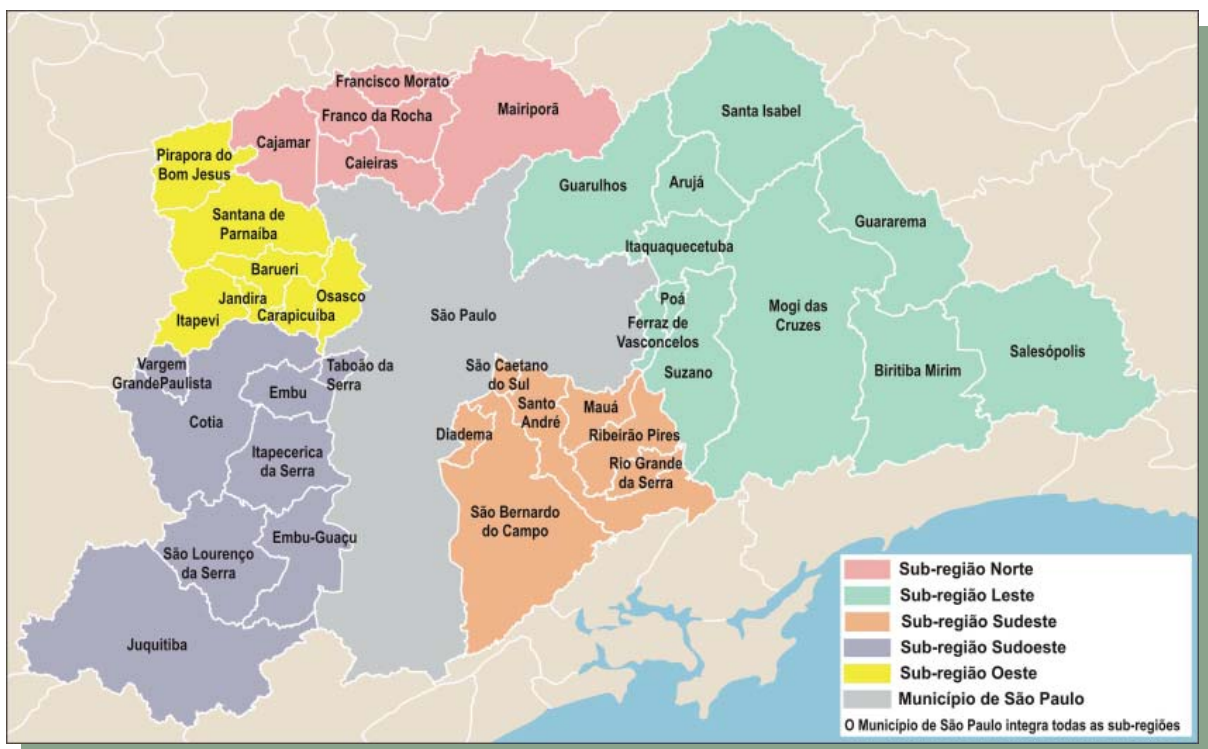 Francisco Morato
Franco da Rocha
Mairiporã
Cajamar
Caieiras
Santa Isabel
Pirapora do
Bom Jesus
Guarulhos
Arujá
Santana de
Parnaíba
Guararema
Itaquaquecetuba
Barueri
Jandira
Osasco
Itapevi
Carapicuíba
São Paulo
Poá
Ferraz de
Vasconcelos
Mogi das
Cruzes
Salesópolis
Vargem
GrandePaulista
Taboão da
Serra
São Caetano
do Sul
Suzano
Biritiba Mirim
Embu
Cotia
Santo
André
Mauá
Diadema
Ribeirão Pires
Itapecerica
da Serra
Rio Grande
da Serra
São Bernardo
do Campo
Embu-Guaçu
São Lourenço
da Serra
Juquitiba
Sub-região Norte
Sub-região Leste
Sub-região Sudeste
Sub-região Sudoeste
Sub-região Oeste
Município de São Paulo
O Município de São Paulo integra todas as sub-regiões